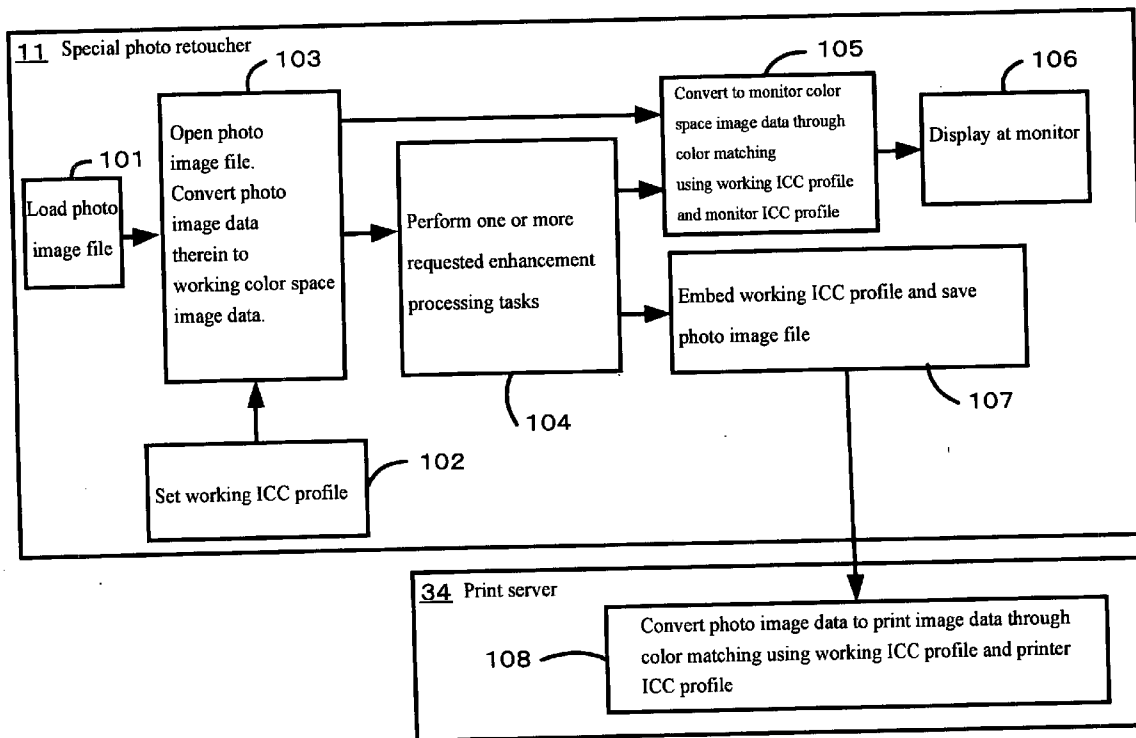 11 Special photo retoucher
103
105
106
101
Load photo
image file
Open photo
image file.
Convert photo
image data
therein to
working color space
image data.
Perform one or more
requested enhancement
processing tasks
104
Convert to monitor color
space image data through
color matching
using working ICC profile
and monitor ICC profile
Display at monitor
Embed working ICC profile and save
photo image file
107
Set working ICC profile
102
34 Print server
Convert photo image data to print image data through
color matching using working ICC profile and printer
ICC profile
108